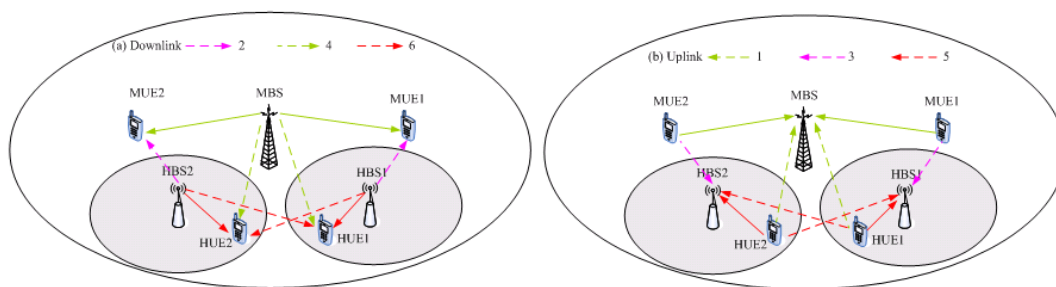 (a) Downlink 2 4 6
MUE2 MBS MUE1
HBS2 HBS1
HUE2 HUE1
(b) Uplink 1 3 5
MUE2 MBS MUE1
HBS2 HBS1
HUE2 HUE1